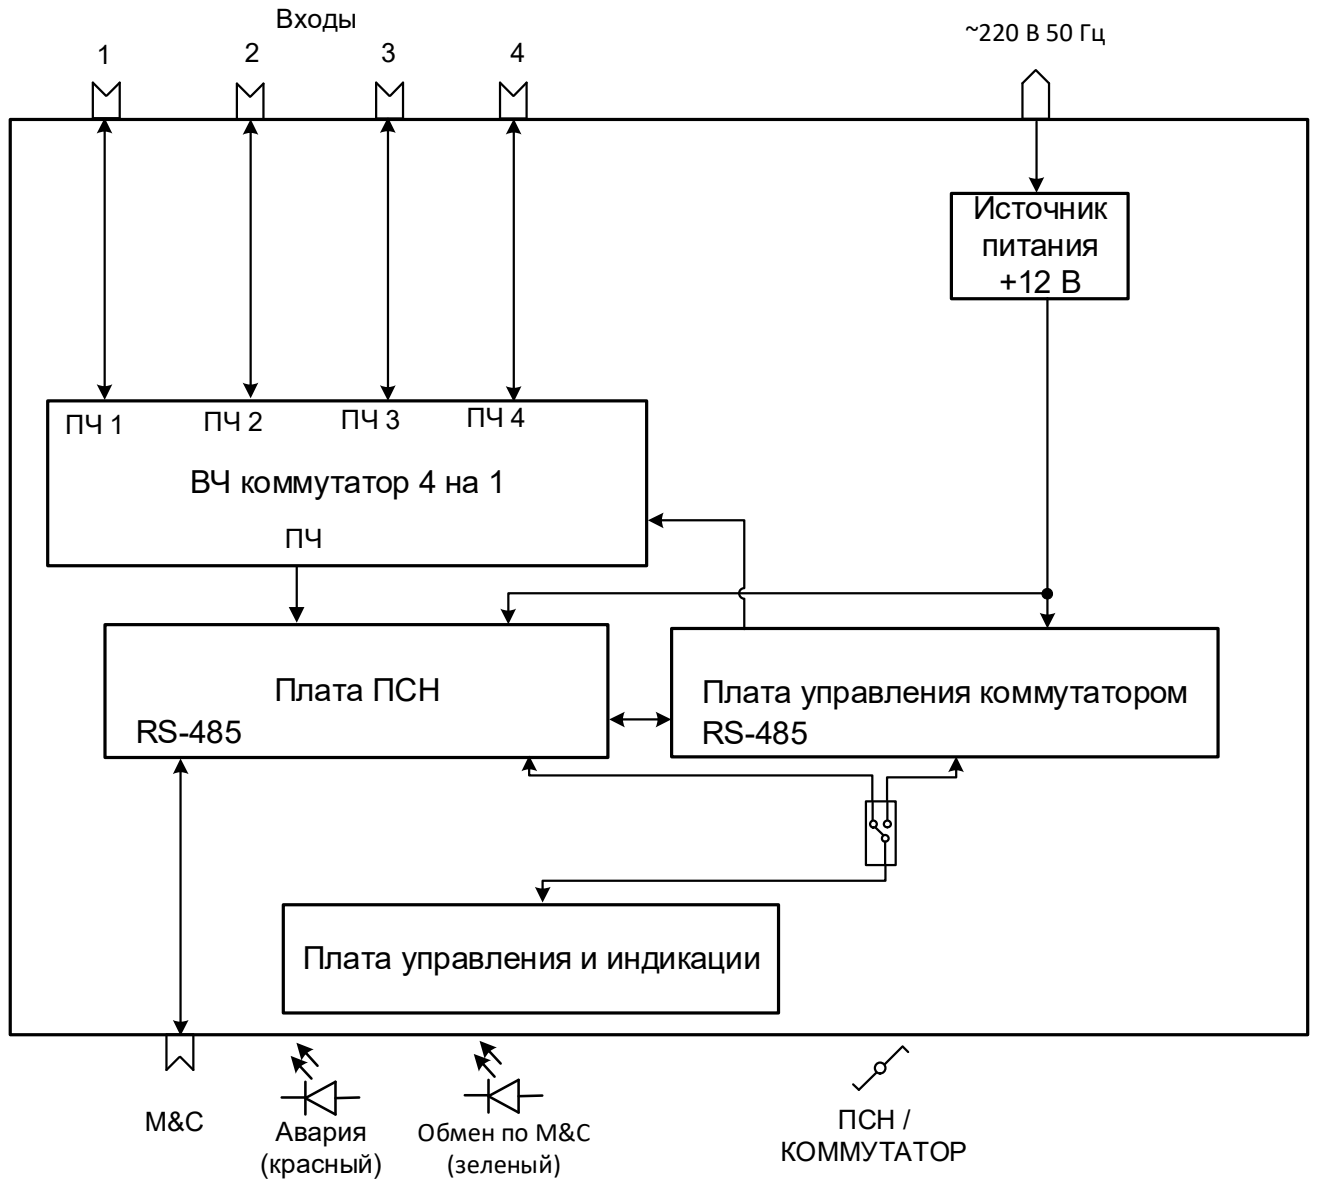 Входы
~220 В 50 Гц
1 2 3 4
Источник
питания
+12 В
ПЧ 1 ПЧ 2 ПЧ 3 ПЧ 4
ВЧ коммутатор 4 на 1
ПЧ
Плата ПСН
RS-485
Плата управления коммутатором
RS-485
Плата управления и индикации
M&C
Авария
(красный)
Обмен по M&C
(зеленый)
ПСН /
КОММУТАТОР